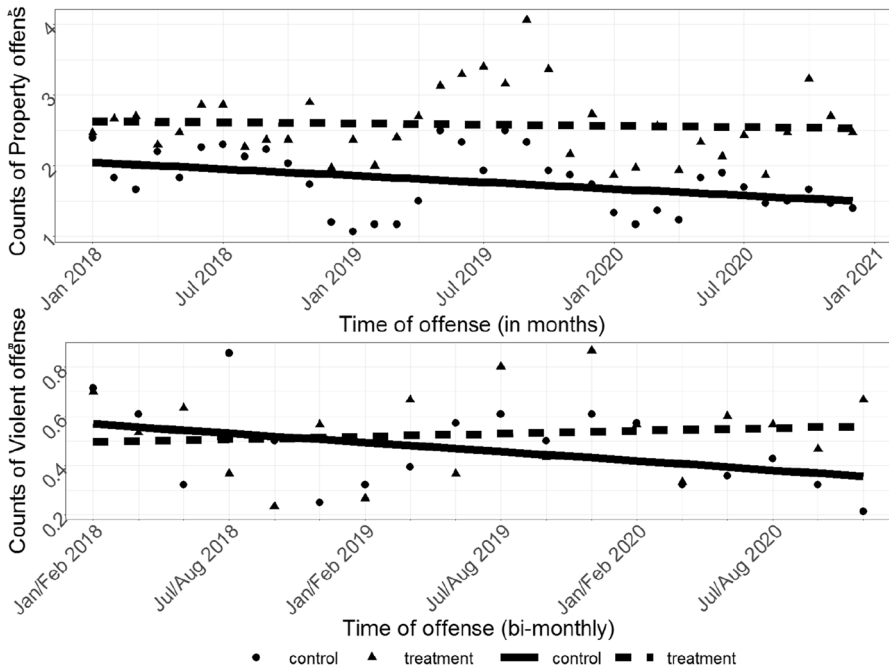 A
Counts of Property offens
4
3
2
1
Jan 2018
Jul 2018
Jan 2019
Jul 2019
Jan 2020
Jul 2020
Jan 2021
Time of offense (in months)
B
Counts of Violent offense
0.8
0.6
0.4
0.2
Jan/Feb 2018
Jul/Aug 2018
Jan/Feb 2019
Jul/Aug 2019
Jan/Feb 2020
Jul/Aug 2020
Time of offense (bi-monthly)
control treatment control treatment